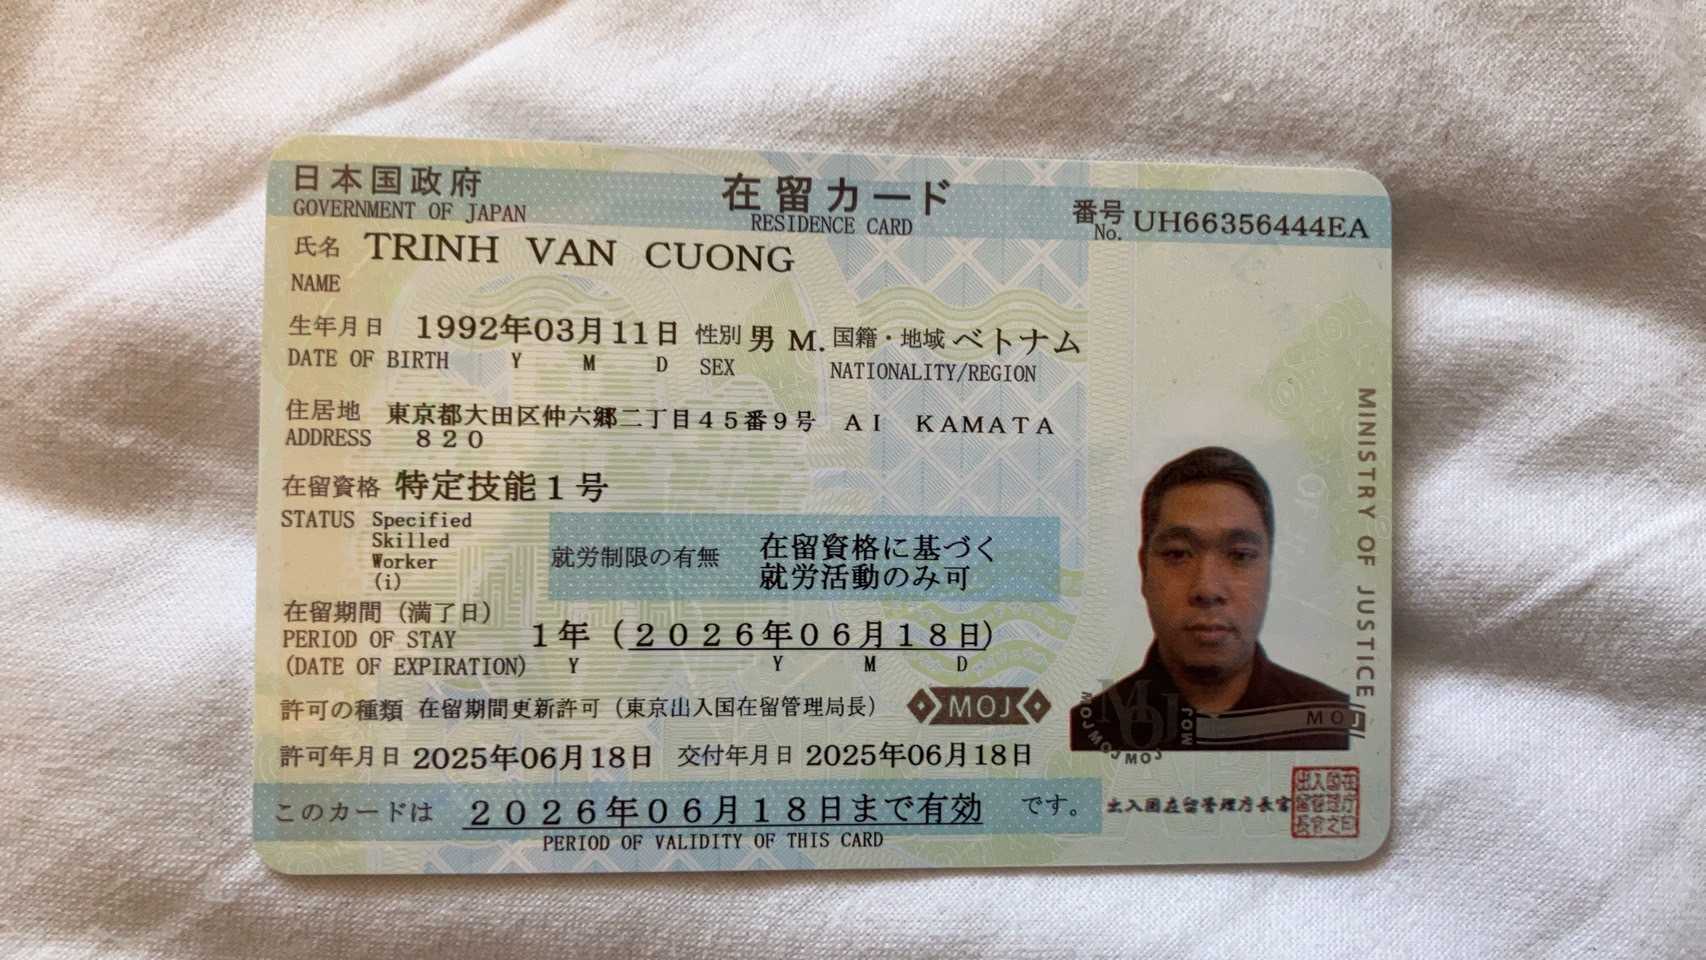 日本国政府 在留カード 番号 UH66356444EA
GOVERNMENT OF JAPAN RESIDENCE CARD No.
氏名 TRINH VAN CUONG
NAME
生年月日 1992年03月11日 性別 男 M. 国籍・地域 ベトナム
DATE OF BIRTH Y M D SEX NATIONALITY/REGION
住居地 東京都大田区仲六郷二丁目45番9号 AI KAMATA
ADDRESS 820
在留資格 特定技能1号
STATUS Specified
Skilled
Worker
(i)
就労制限の有無 在留資格に基づく
就労活動のみ可
在留期間(満了日)
PERIOD OF STAY 1年(2026年06月18日)
(DATE OF EXPIRATION) Y Y M D
許可の種類 在留期間更新許可(東京出入国在留管理局長) MOJ
許可年月日 2025年06月18日 交付年月日 2025年06月18日
このカードは 2026年06月18日まで有効 です。
PERIOD OF VALIDITY OF THIS CARD
MINISTRY OF JUSTICE
MOJ
MOJ
MOJ
MOJ
出入国在留管理庁長官